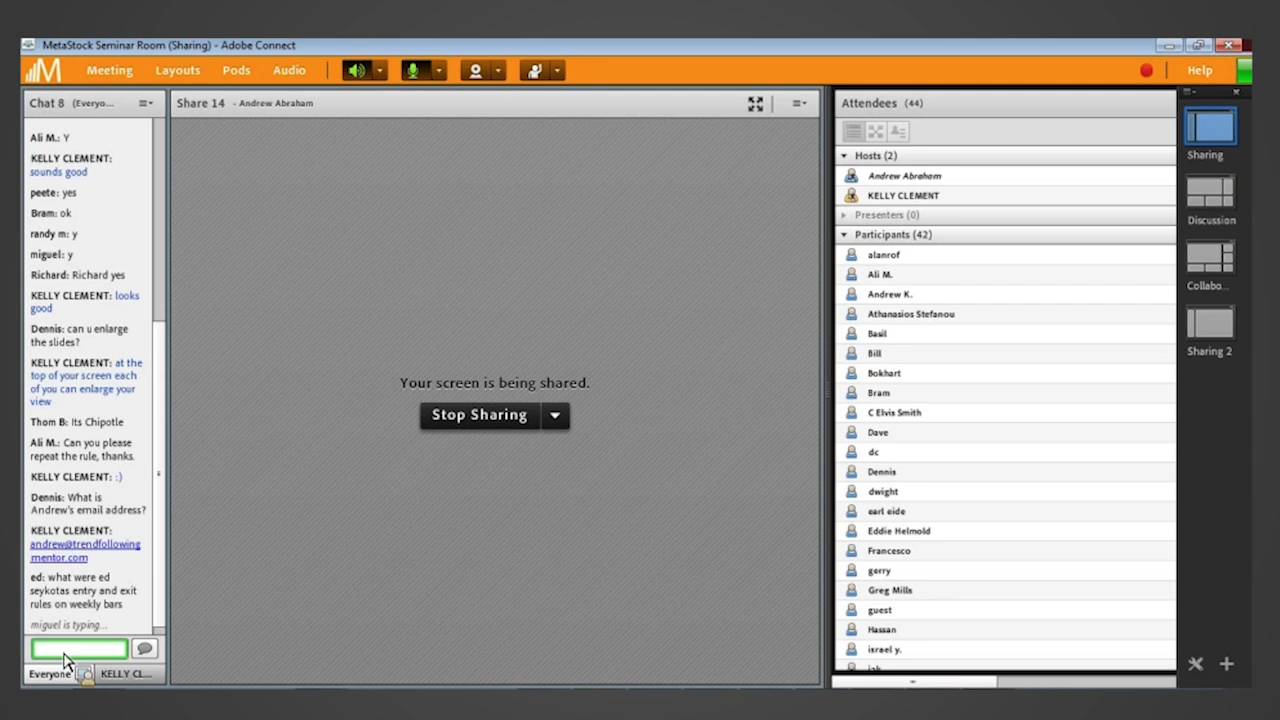 MetaStock Seminar Room (Sharing) - Adobe Connect
Meeting Layouts Pods Audio Help
Chat 8 (Everyo...
Ali M.: Y
KELLY CLEMENT:
sounds good
peete: yes
Bram: ok
randy m: y
miguel: y
Richard: Richard yes
KELLY CLEMENT: looks
good
Dennis: can u enlarge
the slides?
KELLY CLEMENT: at the
top of your screen each
of you can enlarge your
view
Thom B: Its Chipotle
Ali M.: Can you please
repeat the rule, thanks.
KELLY CLEMENT: :)
Dennis: What is
Andrew's email address?
KELLY CLEMENT:
andrew@trendfollowing
mentor.com
ed: what were ed
seykotas entry and exit
rules on weekly bars
miguel is typing...
Everyone KELLY CL...
Share 14 - Andrew Abraham
Your screen is being shared.
Stop Sharing
Attendees (44)
Hosts (2)
Andrew Abraham
KELLY CLEMENT
Presenters (0)
Participants (42)
alanrof
Ali M.
Andrew K.
Athanasios Stefanou
Basil
Bill
Bokhart
Bram
C Elvis Smith
Dave
dc
Dennis
dwight
earl eide
Eddie Helmold
Francesco
gerry
Greg Mills
guest
Hassan
israel y.
Sharing
Discussion
Collabo...
Sharing 2